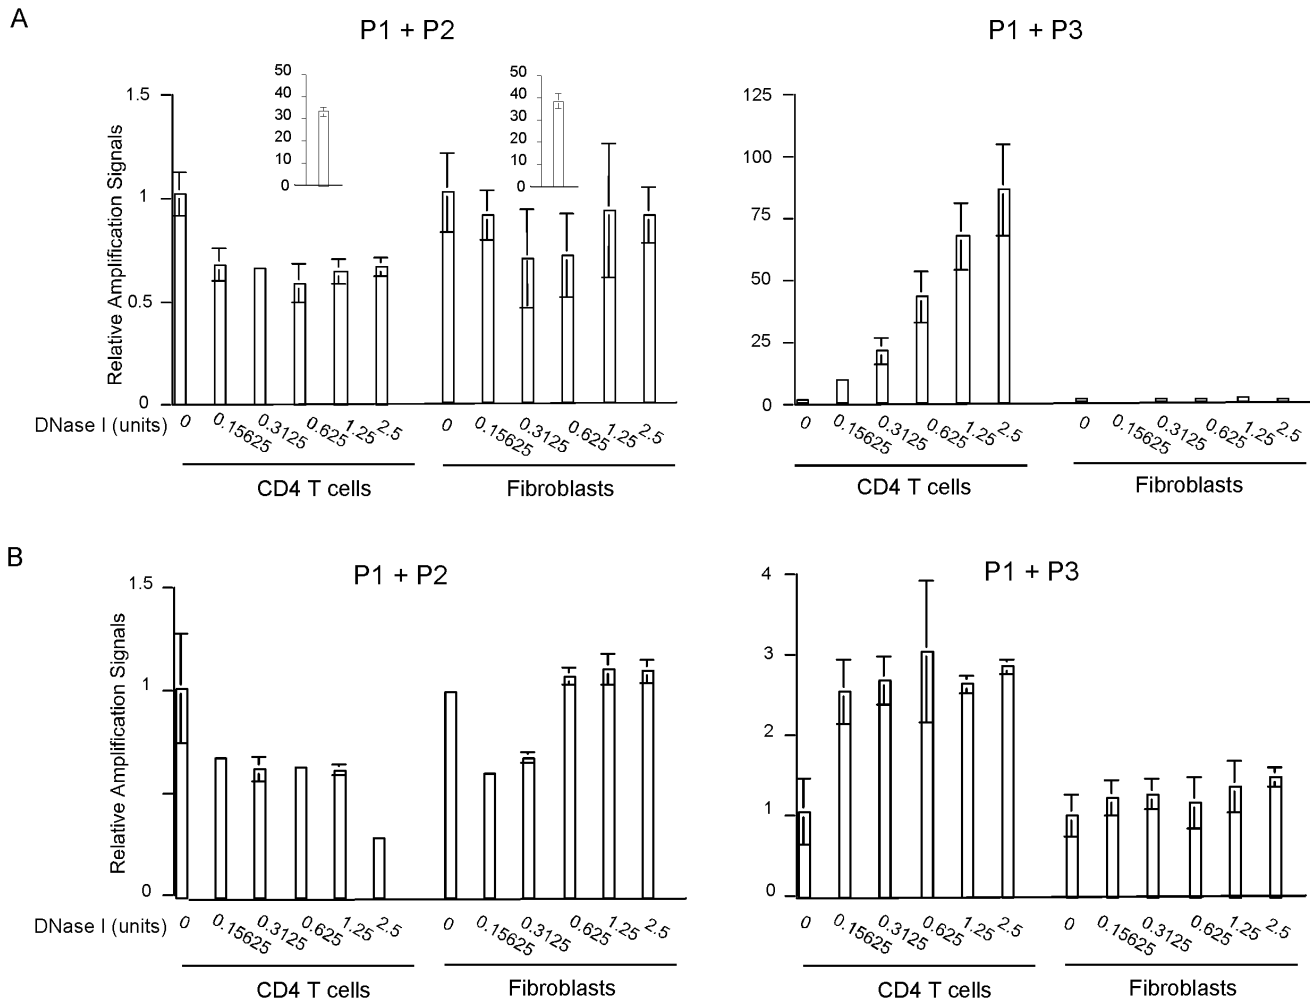 A
P1 + P2
P1 + P3
50
40
30
20
10
0
50
40
30
20
10
0
1.5
1
0.5
0
Relative Amplification Signals
125
100
75
50
25
0
DNase I (units)
0 0.15625 0.3125 0.625 1.25 2.5
0 0.15625 0.3125 0.625 1.25 2.5
0 0.15625 0.3125 0.625 1.25 2.5
0 0.15625 0.3125 0.625 1.25 2.5
CD4 T cells
Fibroblasts
CD4 T cells
Fibroblasts
B
P1 + P2
P1 + P3
1.5
1
0
Relative Amplification Signals
4
3
2
1
0
DNase I (units)
0 0.15625 0.3125 0.625 1.25 2.5
0 0.15625 0.3125 0.625 1.25 2.5
0 0.15625 0.3125 0.625 1.25 2.5
0 0.15625 0.3125 0.625 1.25 2.5
CD4 T cells
Fibroblasts
CD4 T cells
Fibroblasts